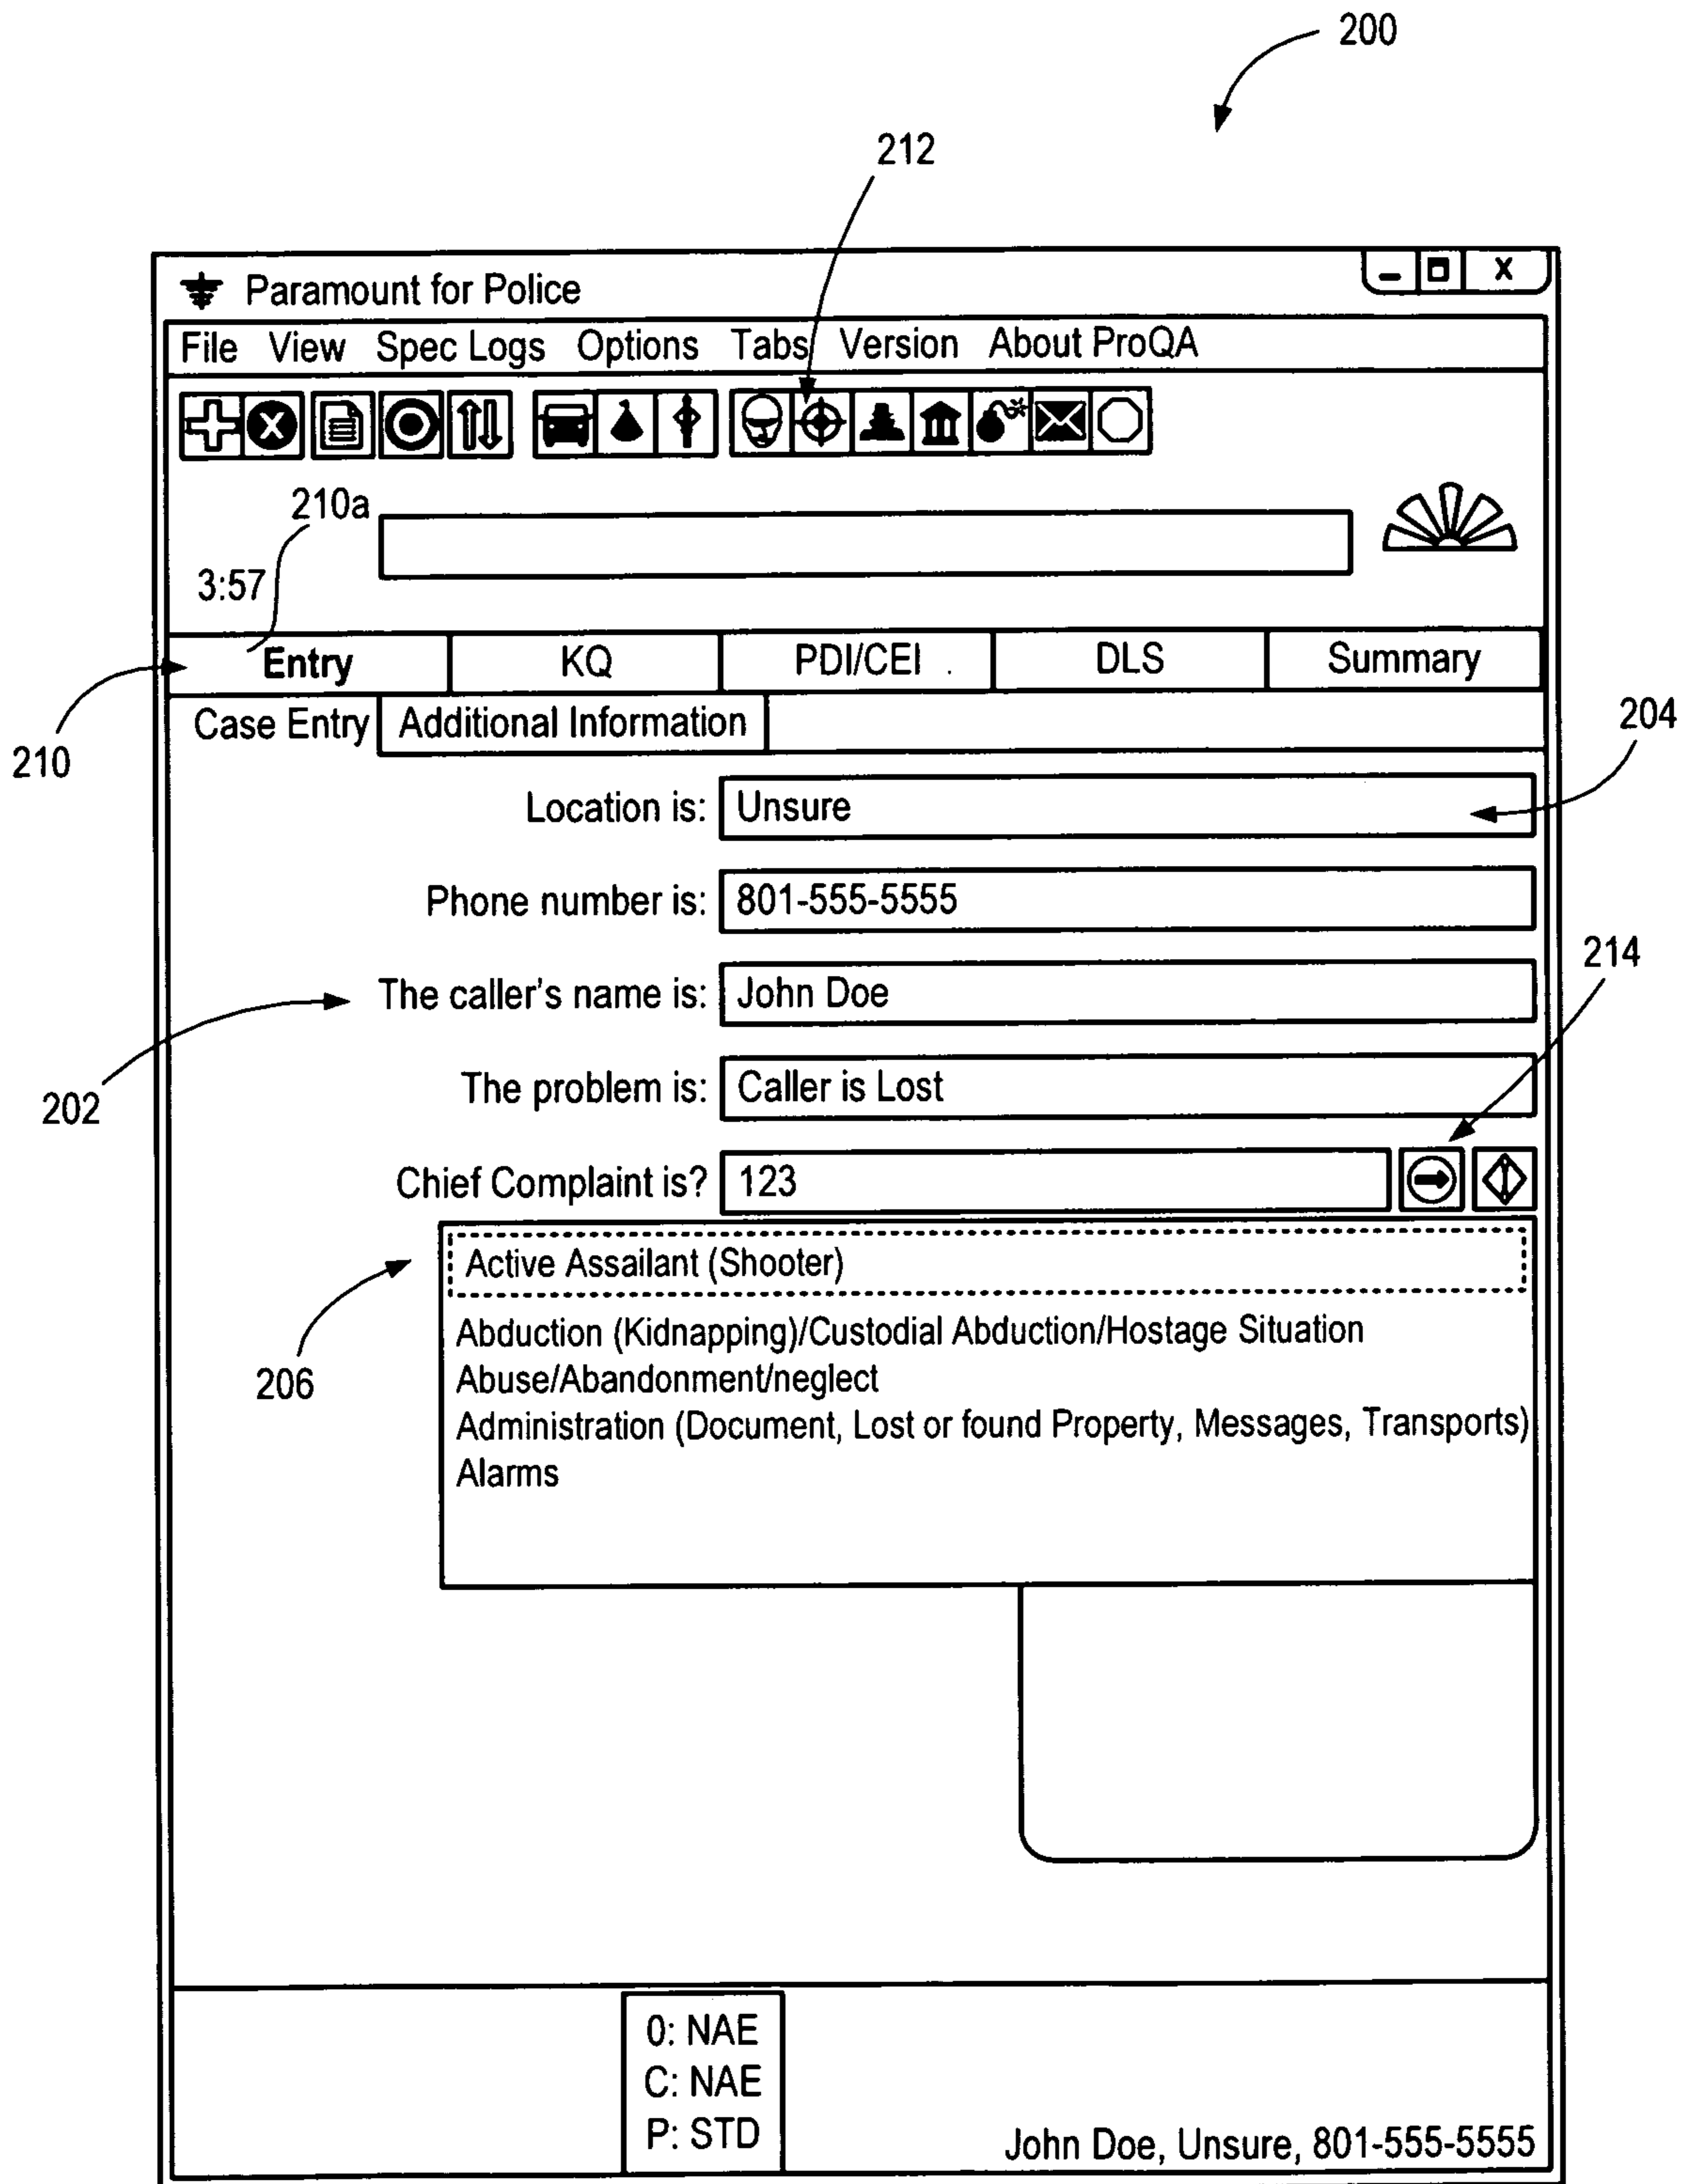 200
212
Paramount for Police
File View Spec Logs Options Tabs Version About ProQA
210a
3:57
Entry KQ PDI/CEI DLS Summary
210
Case Entry Additional Information
204
Location is: Unsure
Phone number is: 801-555-5555
214
The caller's name is: John Doe
202
The problem is: Caller is Lost
Chief Complaint is? 123
206
Active Assailant (Shooter)
Abduction (Kidnapping)/Custodial Abduction/Hostage Situation
Abuse/Abandonment/neglect
Administration (Document, Lost or found Property, Messages, Transports)
Alarms
0: NAE
C: NAE
P: STD
John Doe, Unsure, 801-555-5555